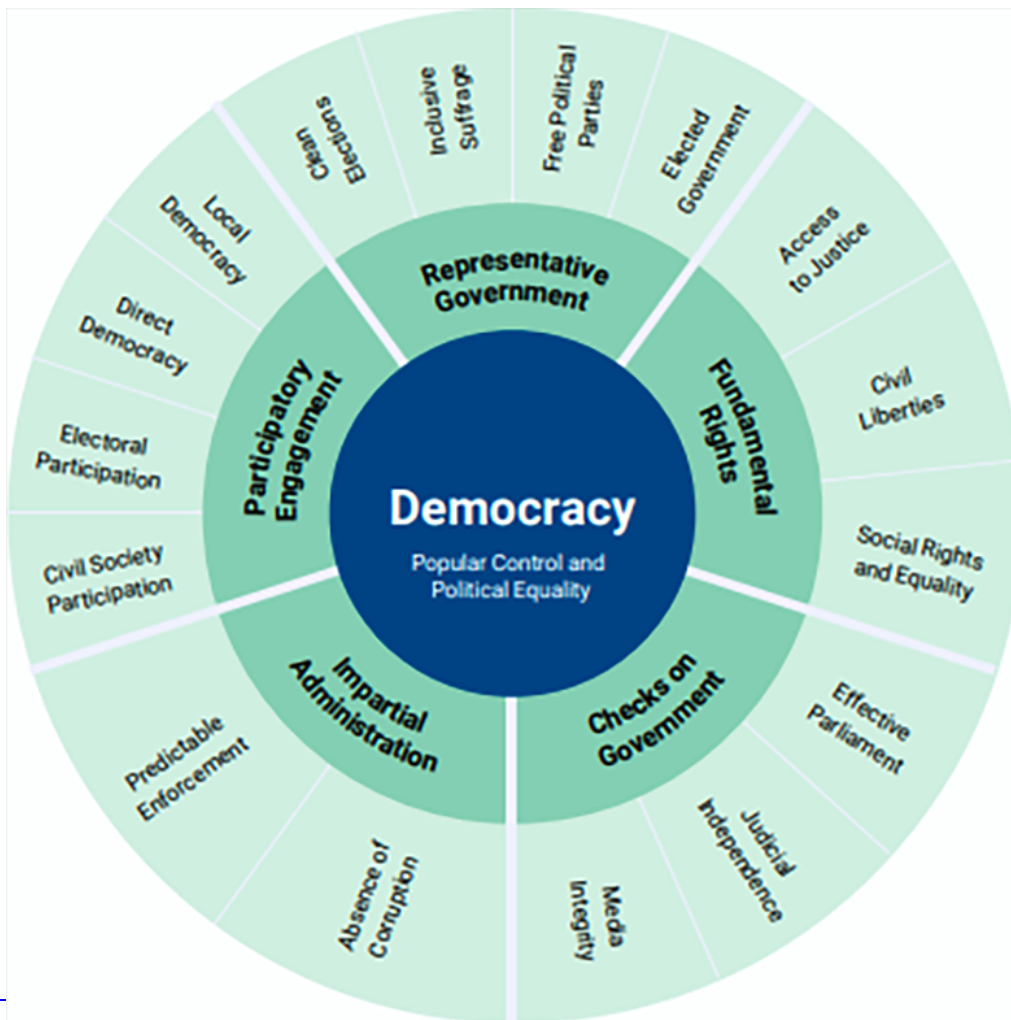 Democracy
Popular Control and
Political Equality
Representative
Government
Clean
Elections
Inclusive
Suffrage
Free Political
Parties
Elected
Government
Fundamental
Rights
Access
to Justice
Civil
Liberties
Social Rights
and Equality
Checks on
Government
Effective
Parliament
Judicial
Independence
Media
Integrity
Impartial
Administration
Absence of
Corruption
Predictable
Enforcement
Participatory
Engagement
Civil Society
Participation
Electoral
Participation
Direct
Democracy
Local
Democracy